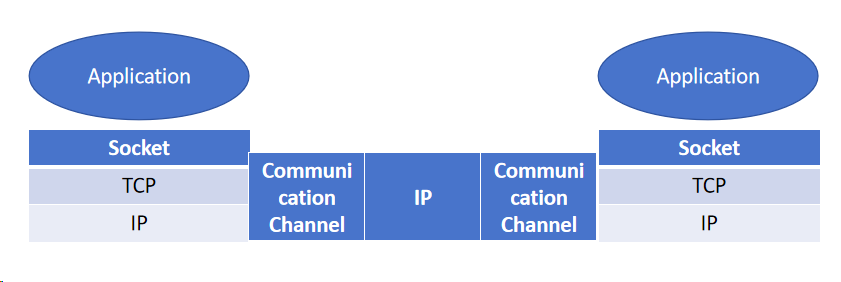 Application
Application
Socket
TCP
IP
Communi
cation
Channel
IP
Communi
cation
Channel
Socket
TCP
IP